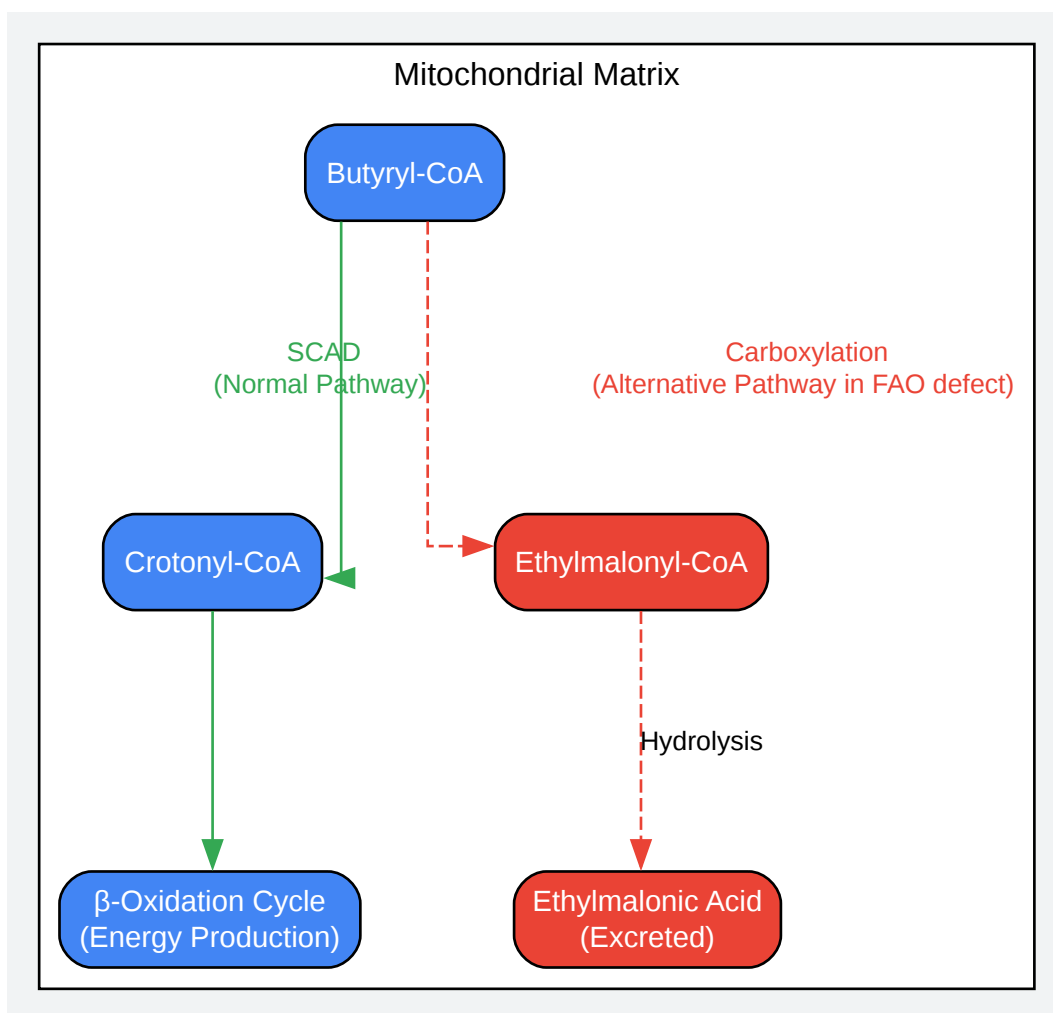 Mitochondrial Matrix
Butyryl-CoA
SCAD
(Normal Pathway)
Carboxylation
(Alternative Pathway in FAO defect)
Crotonyl-CoA
Ethylmalonyl-CoA
Hydrolysis
β-Oxidation Cycle
(Energy Production)
Ethylmalonic Acid
(Excreted)